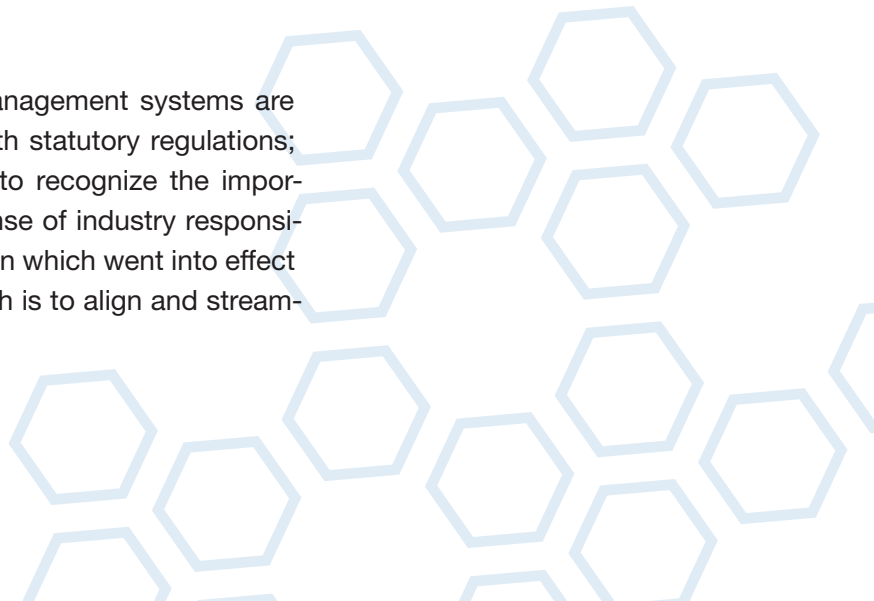 anagement systems are
th statutory regulations;
to recognize the impor-
nse of industry responsi-
n which went into effect
h is to align and stream-